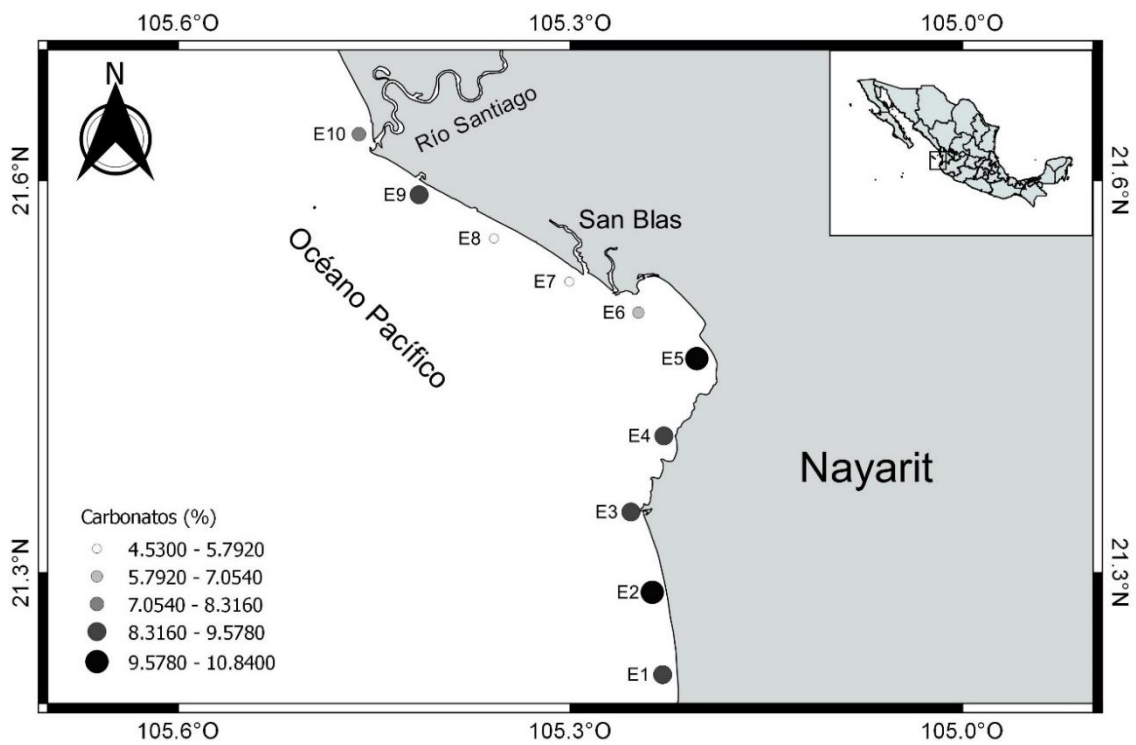 105.6°O 105.3°O 105.0°O
N
Río Santiago
E10
21.6°N 21.6°N
E9
San Blas
E8
Océano Pacífico
E7
E6
E5
E4
Nayarit
E3
Carbonatos (%)
4.5300 - 5.7920
5.7920 - 7.0540
7.0540 - 8.3160
8.3160 - 9.5780
9.5780 - 10.8400
21.3°N 21.3°N
E2
E1
105.6°O 105.3°O 105.0°O